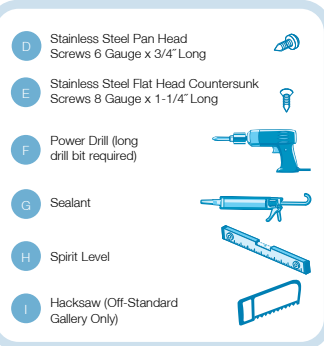 D
Stainless Steel Pan Head
Screws 6 Gauge x 3/4˝ Long
E
Stainless Steel Flat Head Countersunk
Screws 8 Gauge x 1-1/4˝ Long
F
Power Drill (long
drill bit required)
G
Sealant
H
Spirit Level
I
Hacksaw (Off-Standard
Gallery Only)